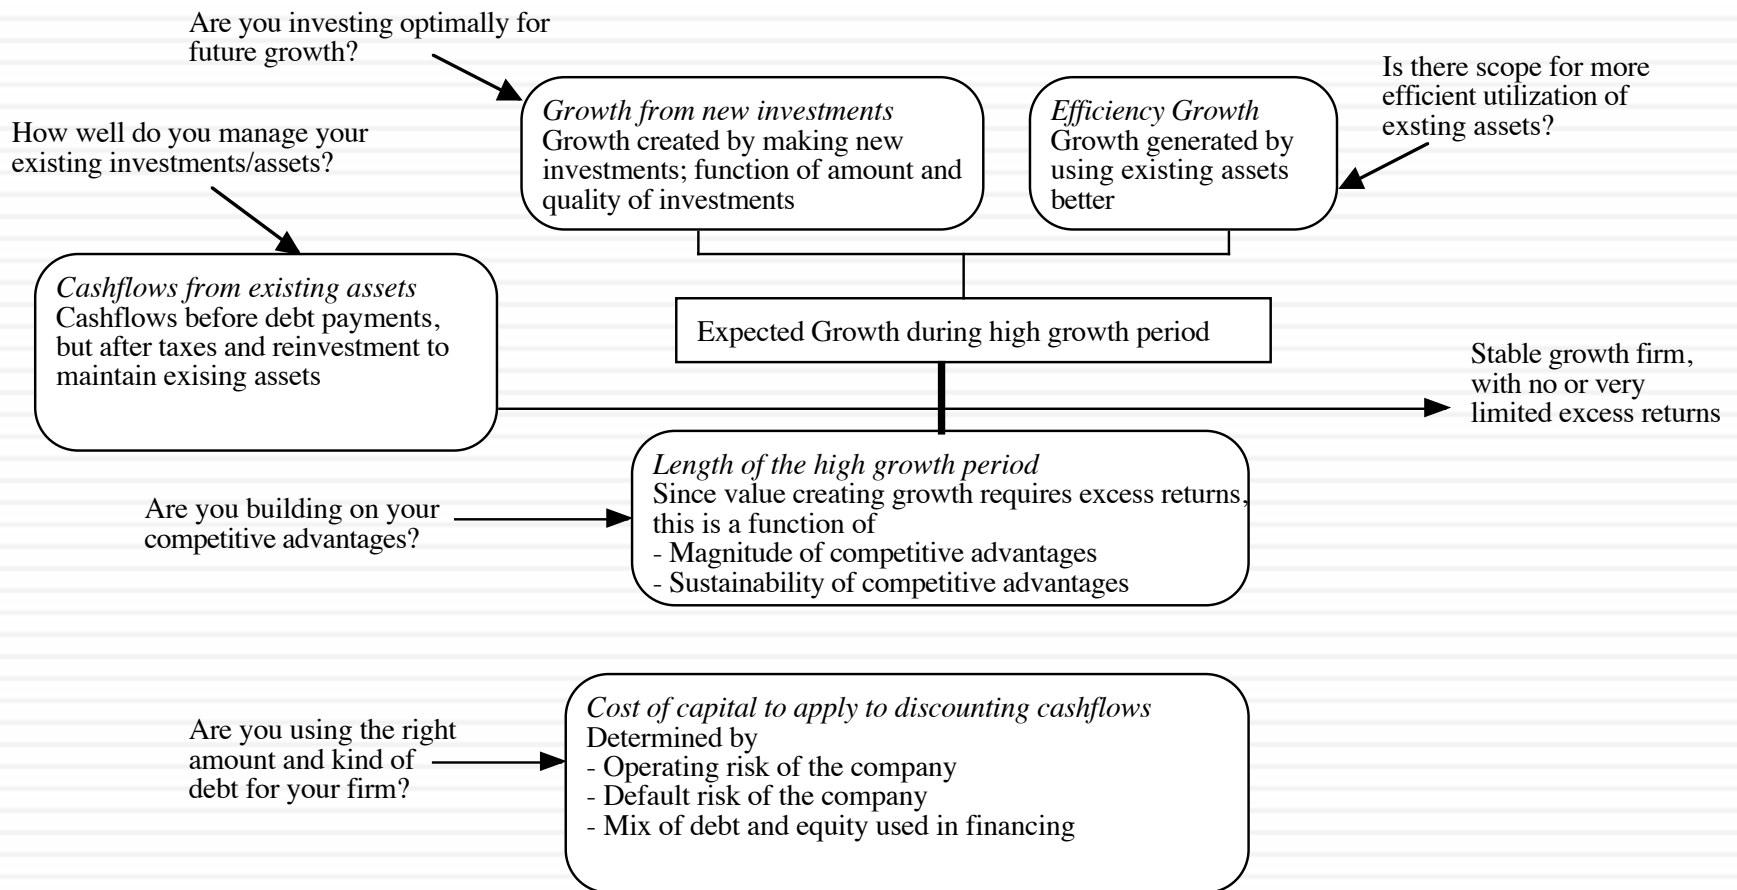 Are you investing optimally for
future growth?
Is there scope for more
efficient utilization of
exsting assets?
Growth from new investments
Growth created by making new
investments; function of amount and
quality of investments
Efficiency Growth
Growth generated by
using existing assets
better
How well do you manage your
existing investments/assets?
Cashflows from existing assets
Cashflows before debt payments,
but after taxes and reinvestment to
maintain exising assets
Expected Growth during high growth period
Stable growth firm,
with no or very
limited excess returns
Length of the high growth period
Since value creating growth requires excess returns,
this is a function of
- Magnitude of competitive advantages
- Sustainability of competitive advantages
Are you building on your
competitive advantages?
Cost of capital to apply to discounting cashflows
Determined by
- Operating risk of the company
- Default risk of the company
- Mix of debt and equity used in financing
Are you using the right
amount and kind of
debt for your firm?